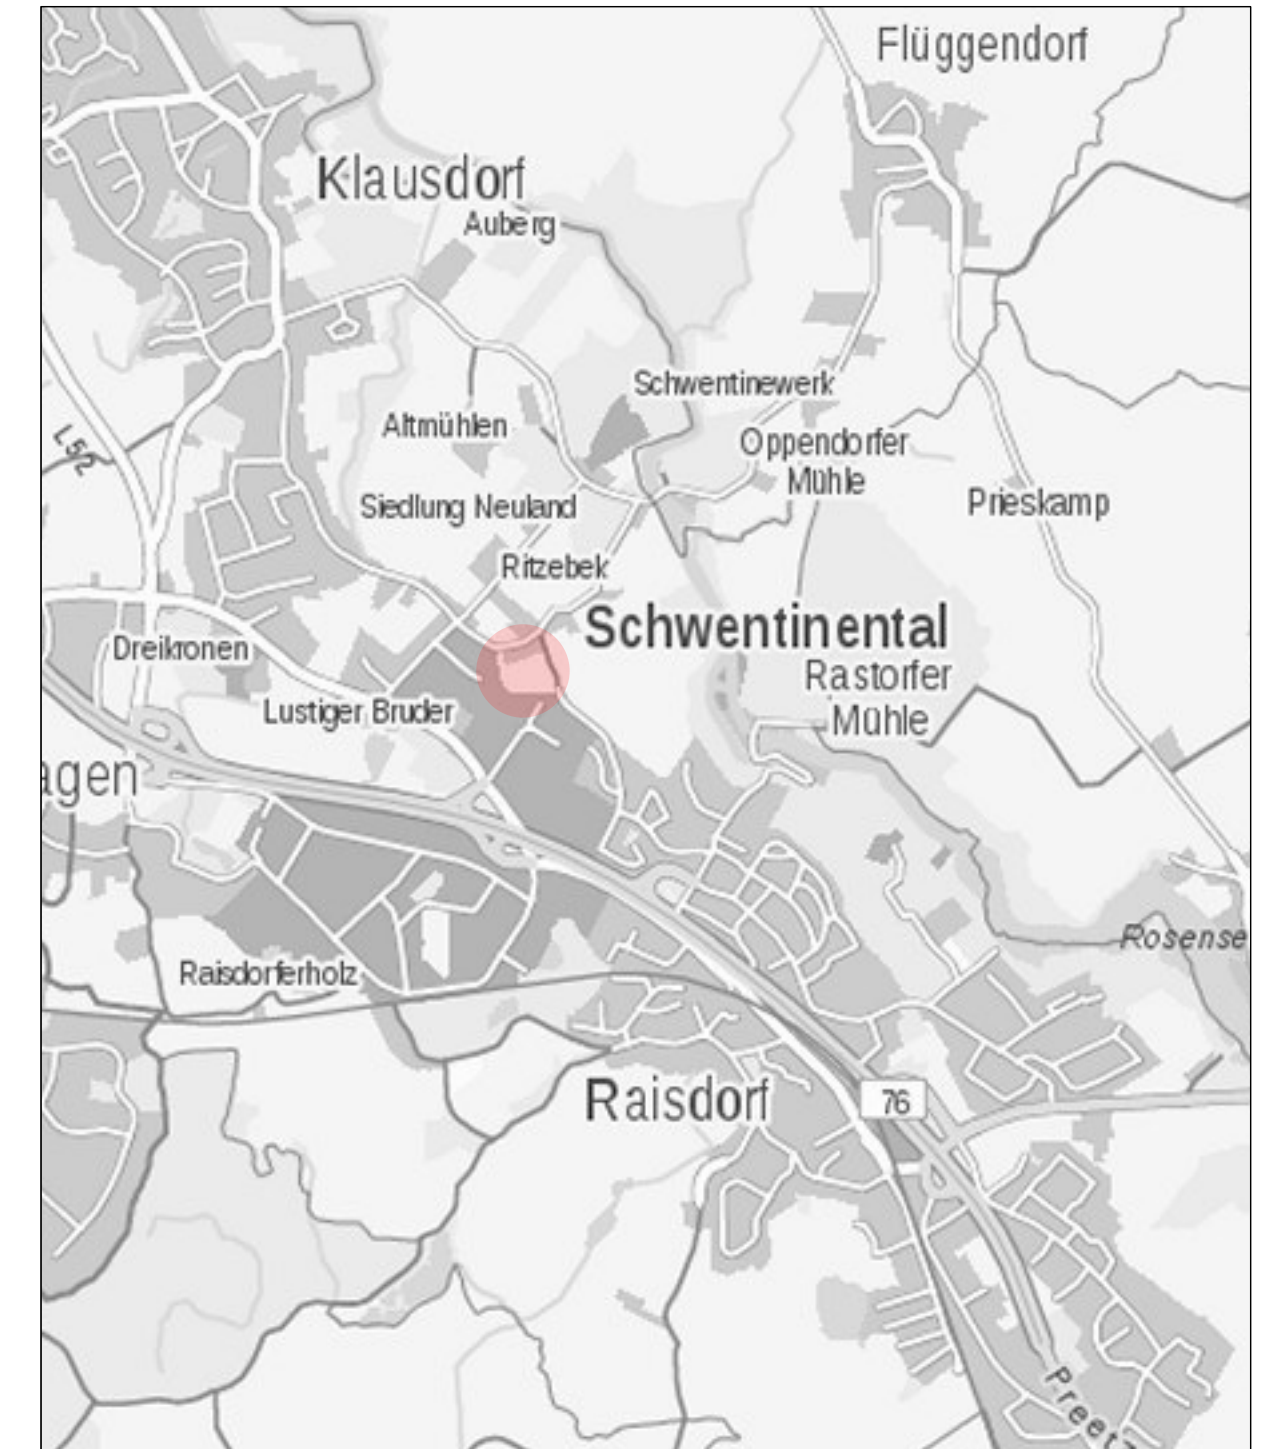 Flüggendorf
Klausdorf
Auberg
Schwentinewerk
Altmühlen
L52
Oppendorfer
Mühle
Siedlung Neuland
Prieskamp
Ritzebek
Schwentinental
Dreikronen
Rastorfer
Mühle
Lustiger Bruder
agen
Rosense
Raisdorferholz
Raisdorf
76
Preet